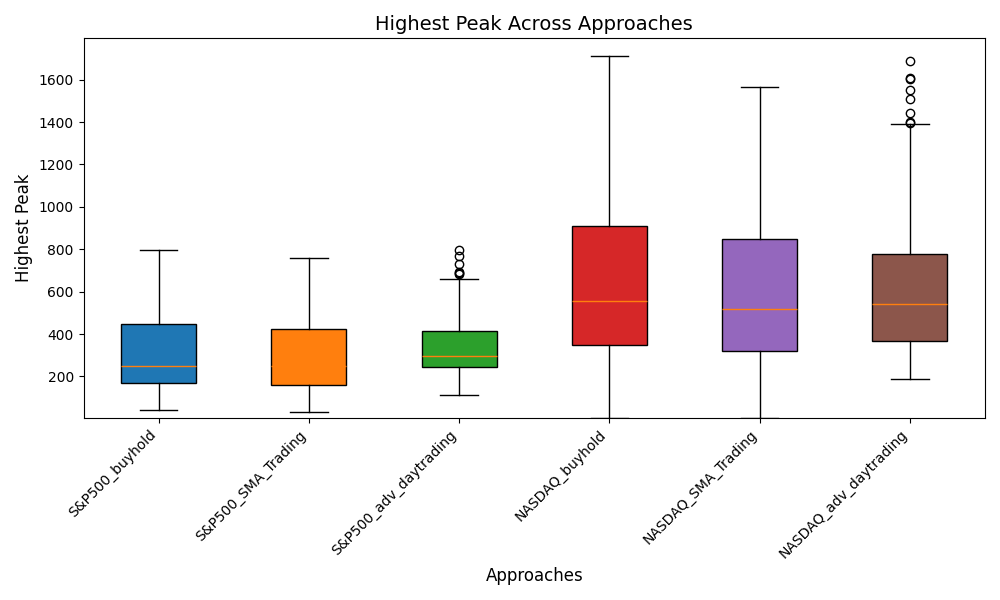 Highest Peak Across Approaches
Highest Peak
1600
1400
1200
1000
800
600
400
200
S&P500_buyhold
S&P500_SMA_Trading
S&P500_adv_daytrading
NASDAQ_buyhold
NASDAQ_SMA_Trading
NASDAQ_adv_daytrading
Approaches